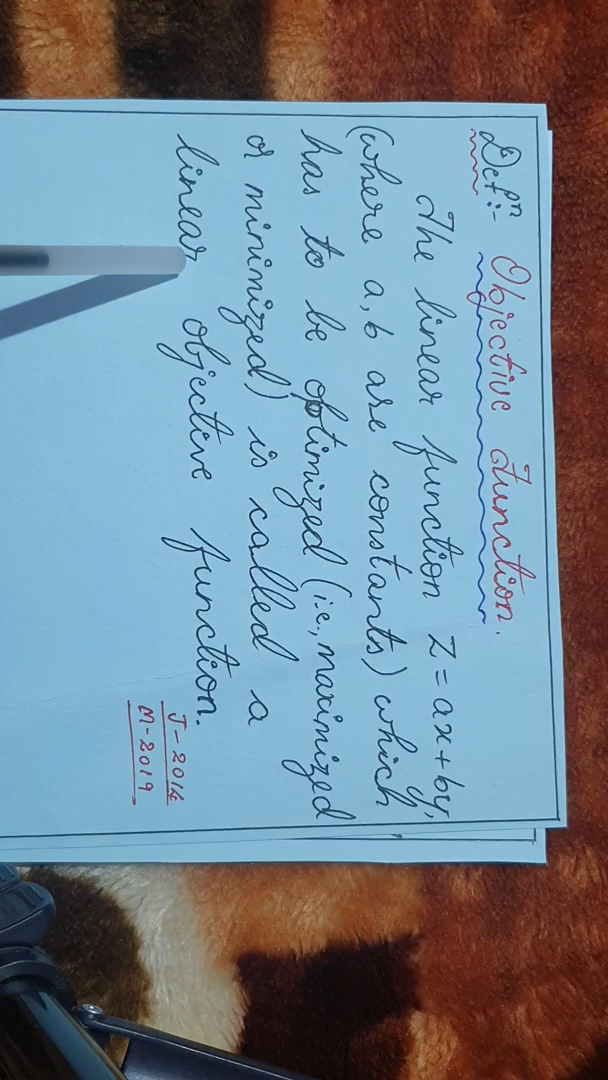 Defⁿ:- Objective Function.
The linear function Z = ax + by,
(where a, b are constants) which
has to be optimized (i.e., maximized
or minimized) is called a
linear objective function.
J - 2014
M - 2019